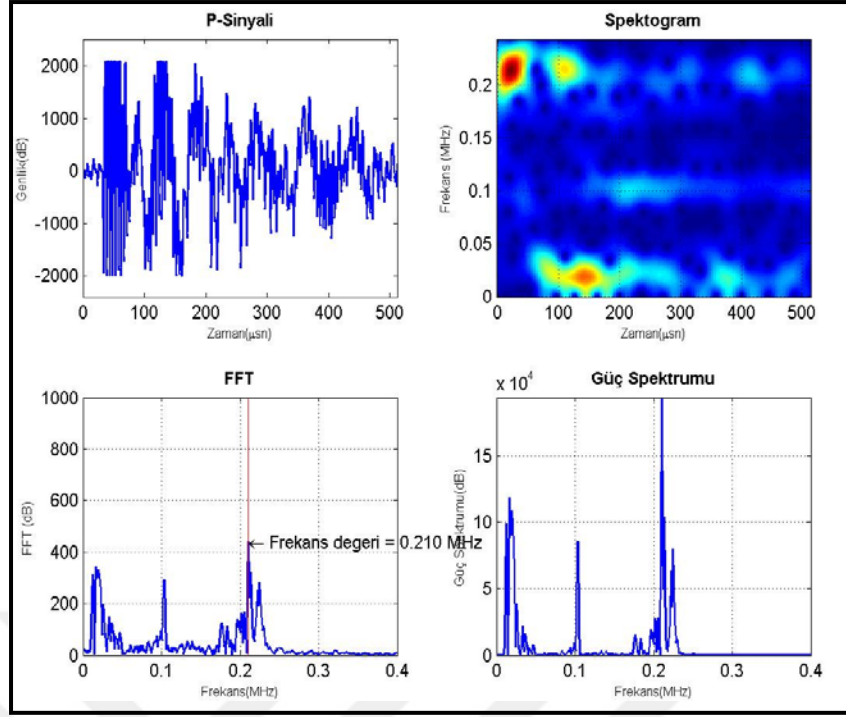 P-Sinyali
2000
1000
0
-1000
-2000
Genlik(dB)
0 100 200 300 400 500
Zaman(μsn)
Spektogram
0.2
0.15
0.1
0.05
0
Frekans (MHz)
0 100 200 300 400 500
Zaman(μsn)
FFT
1000
800
600
400
200
0
FFT (dB)
← Frekans degeri = 0.210 MHz
0 0.1 0.2 0.3 0.4
Frekans(MHz)
Güç Spektrumu
x 10⁴
15
10
5
0
Güç Spektrumu(dB)
0 0.1 0.2 0.3 0.4
Frekans(MHz)